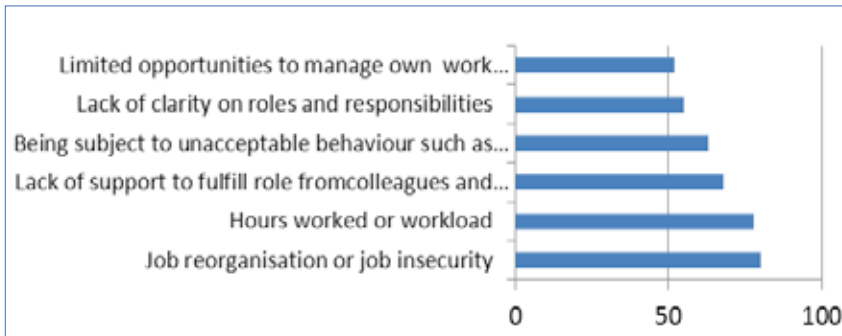 Limited opportunities to manage own work...
Lack of clarity on roles and responsibilities
Being subject to unacceptable behaviour such as...
Lack of support to fulfill role fromcolleagues and...
Hours worked or workload
Job reorganisation or job insecurity
0 50 100